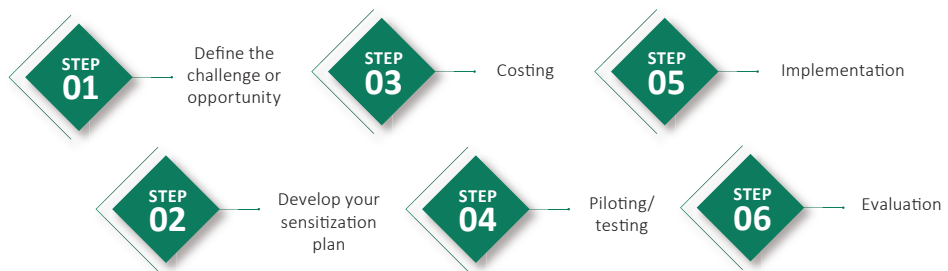 STEP
01
Define the
challenge or
opportunity
STEP
02
Develop your
sensitization
plan
STEP
03
Costing
STEP
04
Piloting/
testing
STEP
05
Implementation
STEP
06
Evaluation